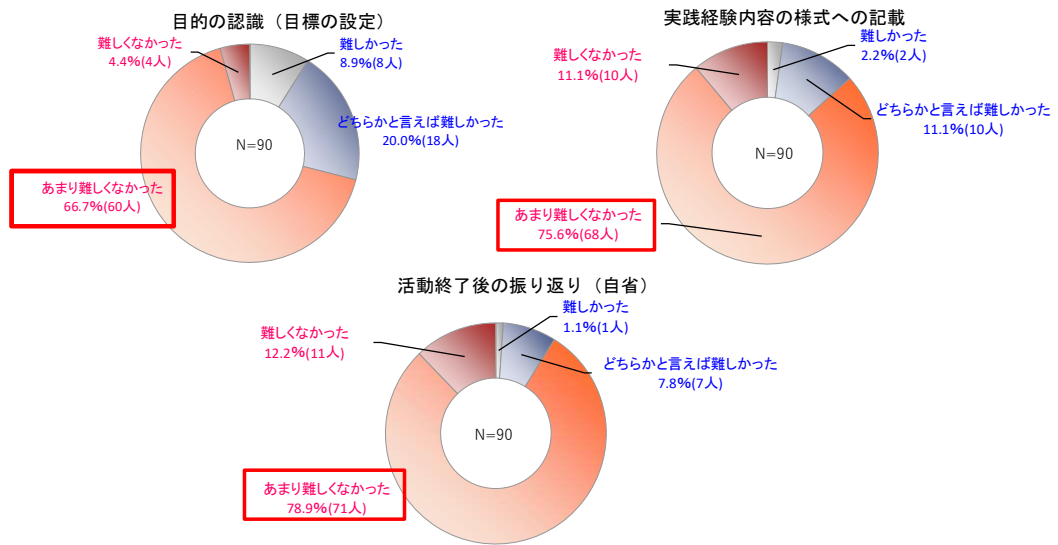 目的の認識（目標の設定）
難しくなかった
4.4%(4人)
難しかった
8.9%(8人)
どちらかと言えば難しかった
20.0%(18人)
N=90
あまり難しくなかった
66.7%(60人)
実践経験内容の様式への記載
難しかった
2.2%(2人)
難しくなかった
11.1%(10人)
どちらかと言えば難しかった
11.1%(10人)
N=90
あまり難しくなかった
75.6%(68人)
活動終了後の振り返り（自省）
難しかった
1.1%(1人)
難しくなかった
12.2%(11人)
どちらかと言えば難しかった
7.8%(7人)
N=90
あまり難しくなかった
78.9%(71人)